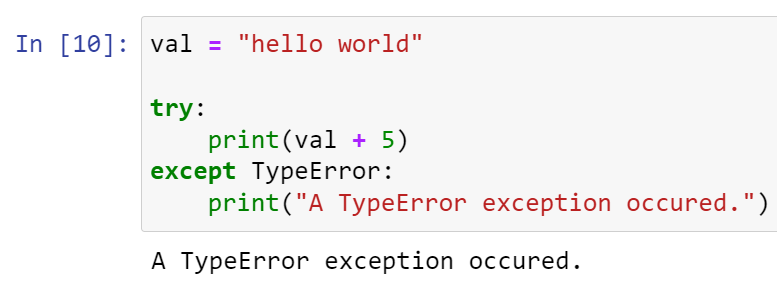 In [10]: val = "hello world"
try:
    print(val + 5)
except TypeError:
    print("A TypeError exception occured.")
A TypeError exception occured.